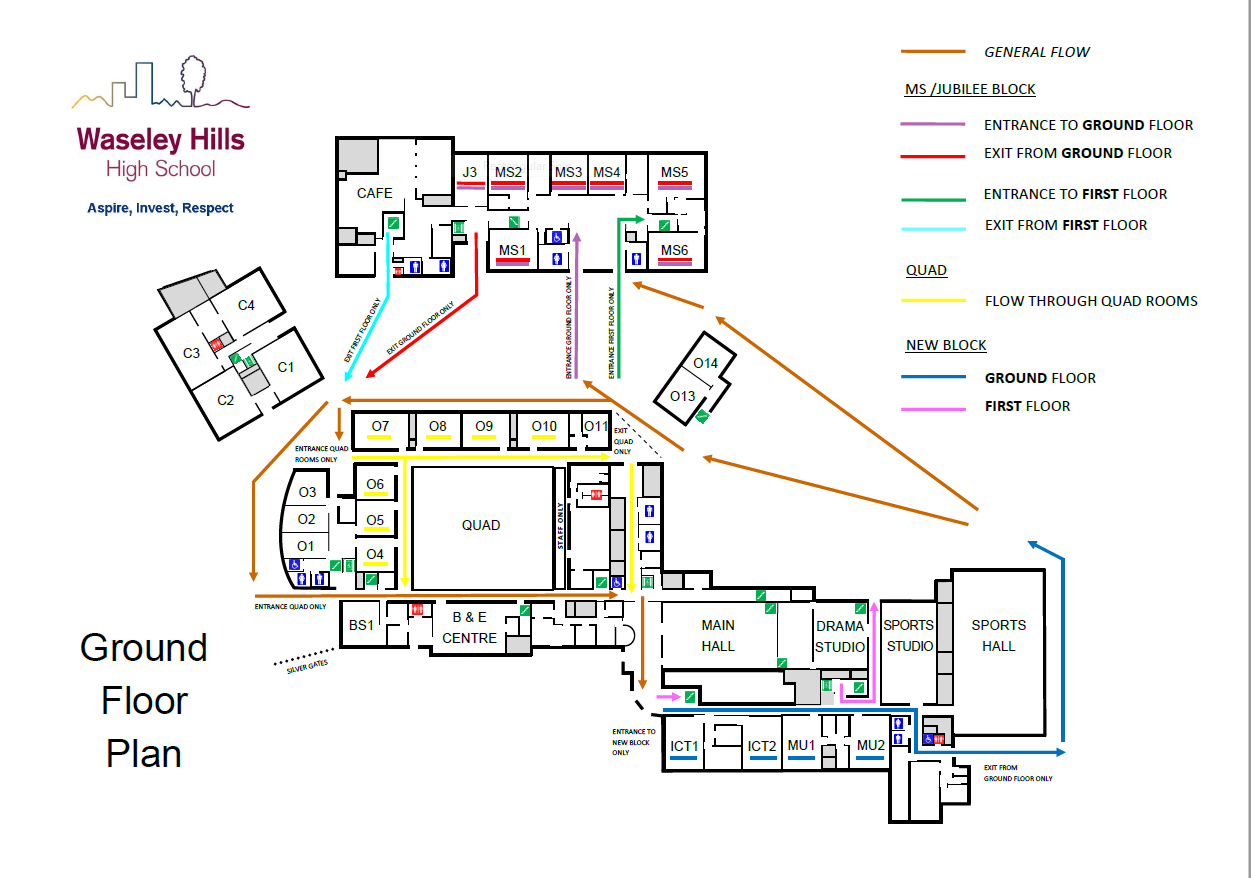 Waseley Hills
High School
Aspire, Invest, Respect
GENERAL FLOW
MS /JUBILEE BLOCK
ENTRANCE TO GROUND FLOOR
EXIT FROM GROUND FLOOR
ENTRANCE TO FIRST FLOOR
EXIT FROM FIRST FLOOR
QUAD
FLOW THROUGH QUAD ROOMS
NEW BLOCK
GROUND FLOOR
FIRST FLOOR
CAFE
J3
MS2
MS3
MS4
MS5
MS1
MS6
EXIT FIRST FLOOR ONLY
EXIT GROUND FLOOR ONLY
ENTRANCE GROUND FLOOR ONLY
ENTRANCE FIRST FLOOR ONLY
C4
C3
C1
C2
O14
O13
O7
O8
O9
O10
O11
EXIT
QUAD
ONLY
ENTRANCE QUAD
ROOMS ONLY
O3
O2
O1
O6
O5
O4
QUAD
STAFF ONLY
ENTRANCE QUAD ONLY
BS1
B & E
CENTRE
MAIN
HALL
DRAMA
STUDIO
SPORTS
STUDIO
SPORTS
HALL
SILVER GATES
Ground
Floor
Plan
ENTRANCE TO
NEW BLOCK
ONLY
ICT1
ICT2
MU1
MU2
EXIT FROM
GROUND FLOOR ONLY